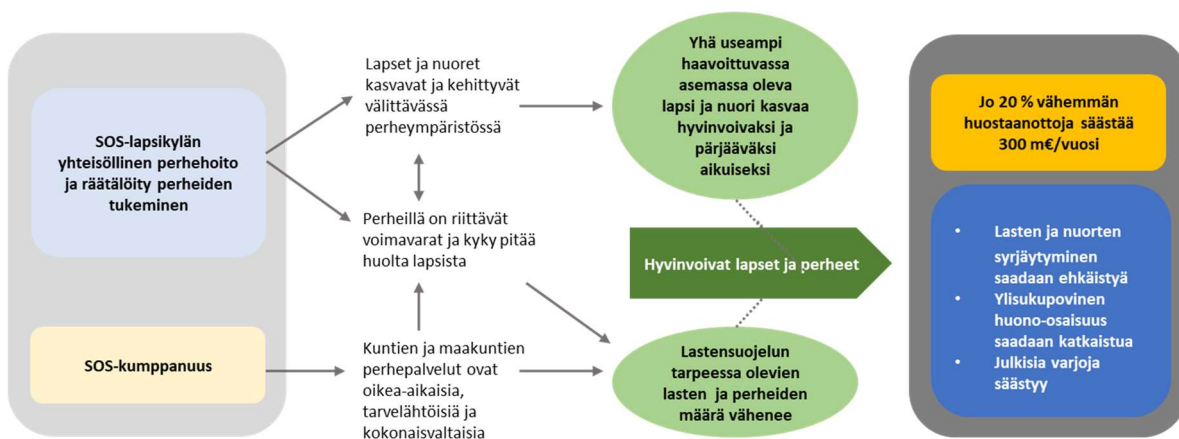 SOS-lapsikylän
yhteisöllinen perhehoito
ja räätälöity perheiden
tukeminen
SOS-kumppanuus
Lapset ja nuoret
kasvavat ja kehittyvät
välittävässä
perheympäristössä
Perheillä on riittävät
voimavarat ja kyky pitää
huolta lapsista
Kuntien ja maakuntien
perhepalvelut ovat
oikea-aikaisia,
tarvelähtöisiä ja
kokonaisvaltaisia
Yhä useampi
haavoittuvassa
asemassa oleva
lapsi ja nuori kasvaa
hyvinvoivaksi ja
pärjääväksi
aikuiseksi
Hyvinvoivat lapset ja perheet
Lastensuojelun
tarpeessa olevien
lasten ja perheiden
määrä vähenee
Jo 20 % vähemmän
huostaanottoja säästää
300 m€/vuosi
• Lasten ja nuorten
syrjäytyminen
saadaan ehkäistyä
• Ylisukupovinen
huono-osaisuus
saadaan katkaistua
• Julkisia varjoja
säästyy